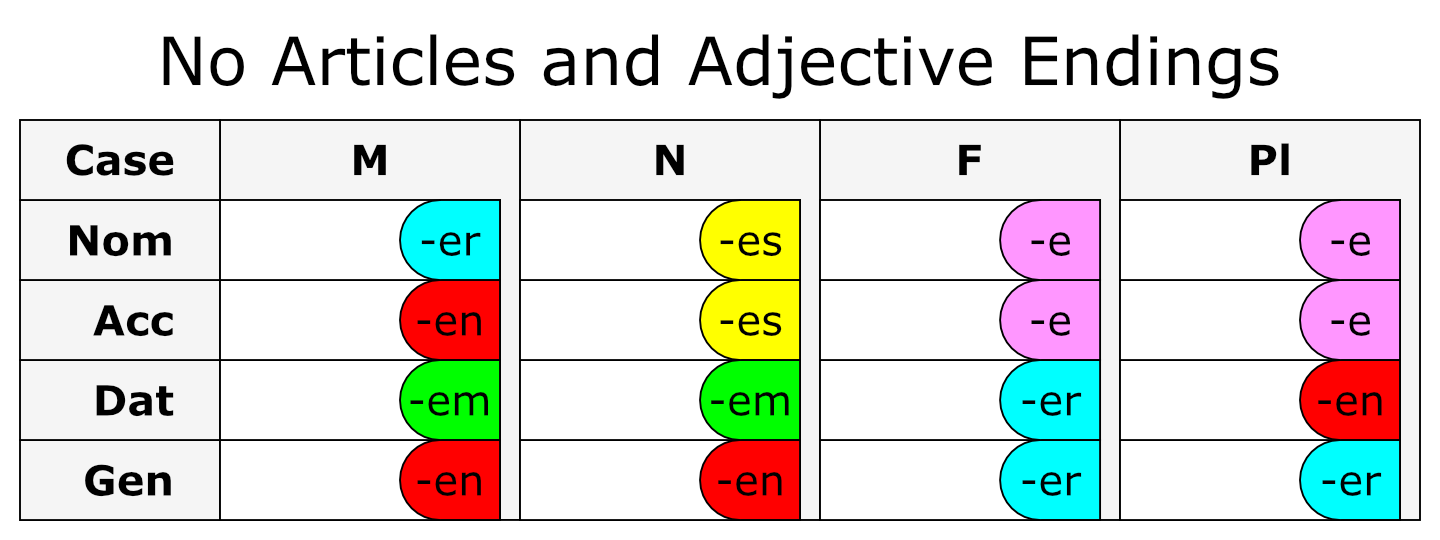 No Articles and Adjective Endings
Case M N F Pl
Nom -er -es -e -e
Acc -en -es -e -e
Dat -em -em -er -en
Gen -en -en -er -er